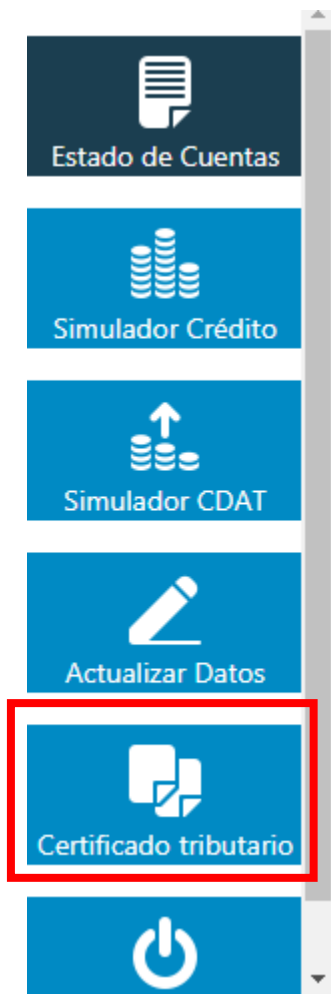 Estado de Cuentas
Simulador Crédito
Simulador CDAT
Actualizar Datos
Certificado tributario